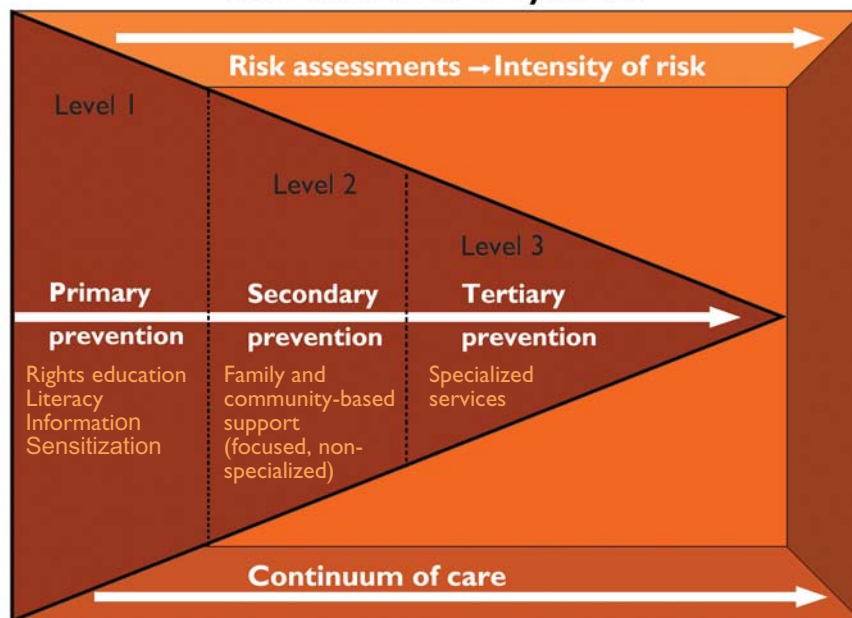 Risk assessments → Intensity of risk
Level 1
Level 2
Level 3
Primary
prevention
Rights education
Literacy
Information
Sensitization
Secondary
prevention
Family and
community-based
support
(focused, non-
specialized)
Tertiary
prevention
Specialized
services
Continuum of care